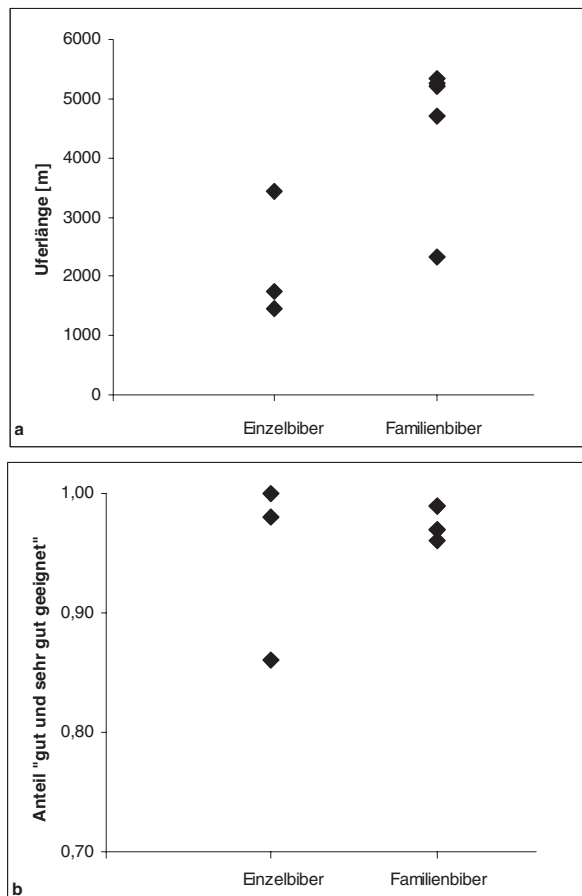 6000
5000
4000
3000
2000
1000
0
Uferlänge [m]
Einzelbiber Familienbiber
a
1,00
0,90
0,80
0,70
Anteil "gut und sehr gut geeignet"
Einzelbiber Familienbiber
b